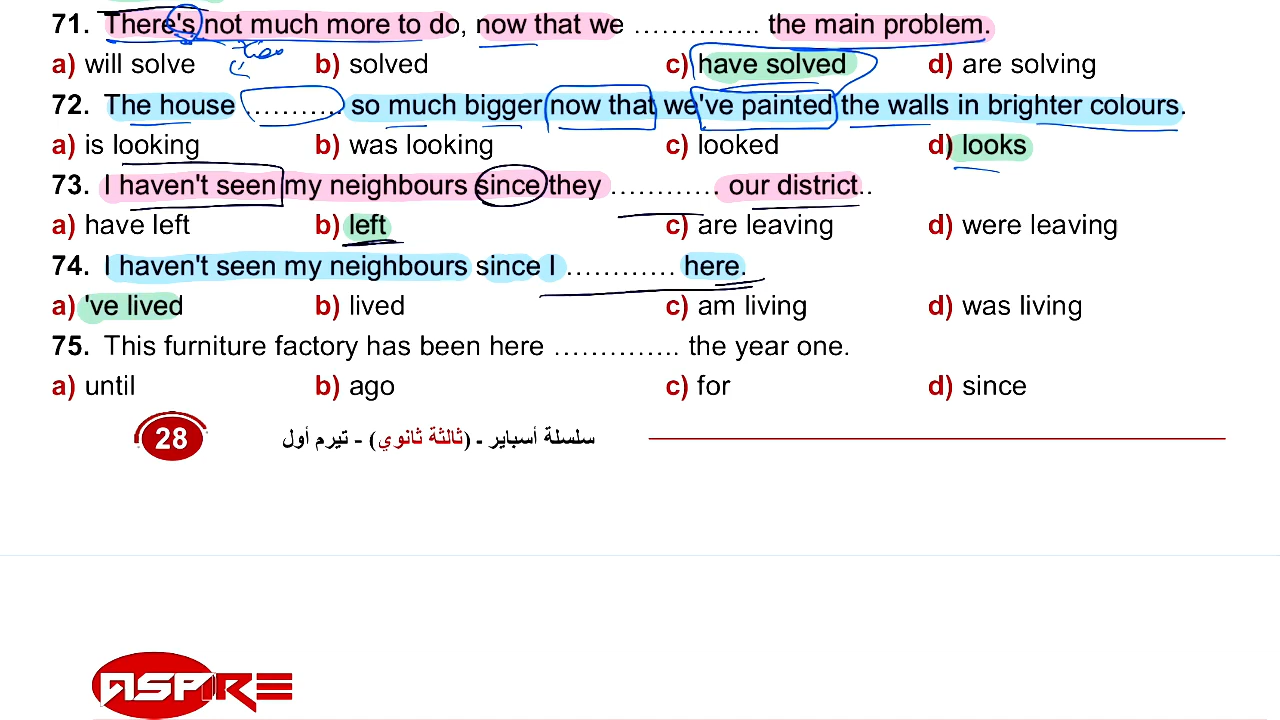 71. There's not much more to do, now that we ………….. the main problem.
a) will solve b) solved c) have solved d) are solving
72. The house ………. so much bigger now that we've painted the walls in brighter colours.
a) is looking b) was looking c) looked d) looks
73. I haven't seen my neighbours since they ………… our district..
a) have left b) left c) are leaving d) were leaving
74. I haven't seen my neighbours since I ………… here.
a) 've lived b) lived c) am living d) was living
75. This furniture factory has been here ………….. the year one.
a) until b) ago c) for d) since
28 سلسلة أسباير - (ثالثة ثانوي) - تيرم أول
ASPIRE